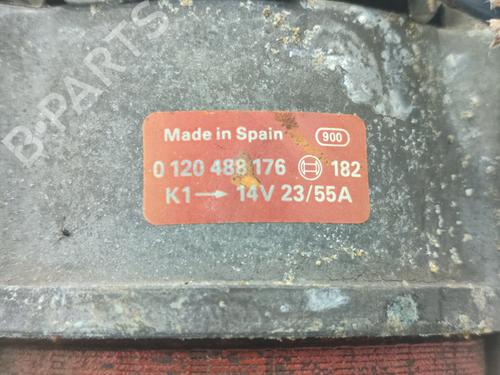 B-PARTS
Made in Spain 900
0 120 488 176 182
K1→ 14V 23/55A